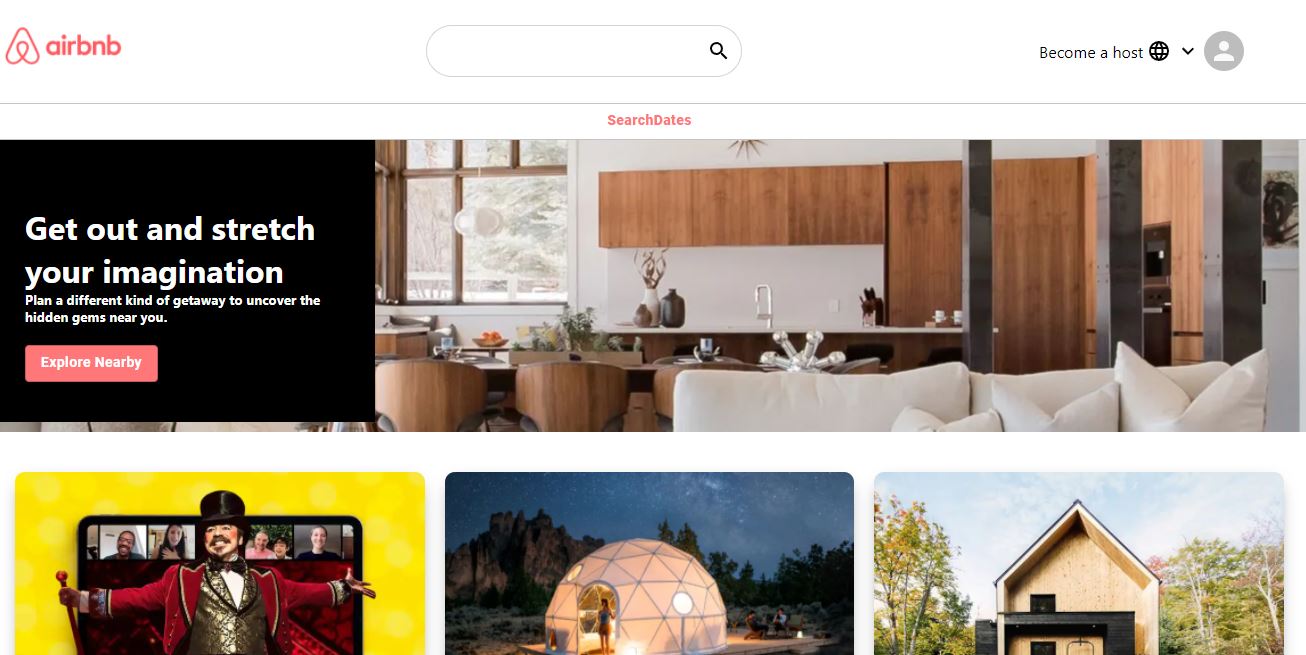 airbnb
Become a host
SearchDates
Get out and stretch
your imagination
Plan a different kind of getaway to uncover the
hidden gems near you.
Explore Nearby